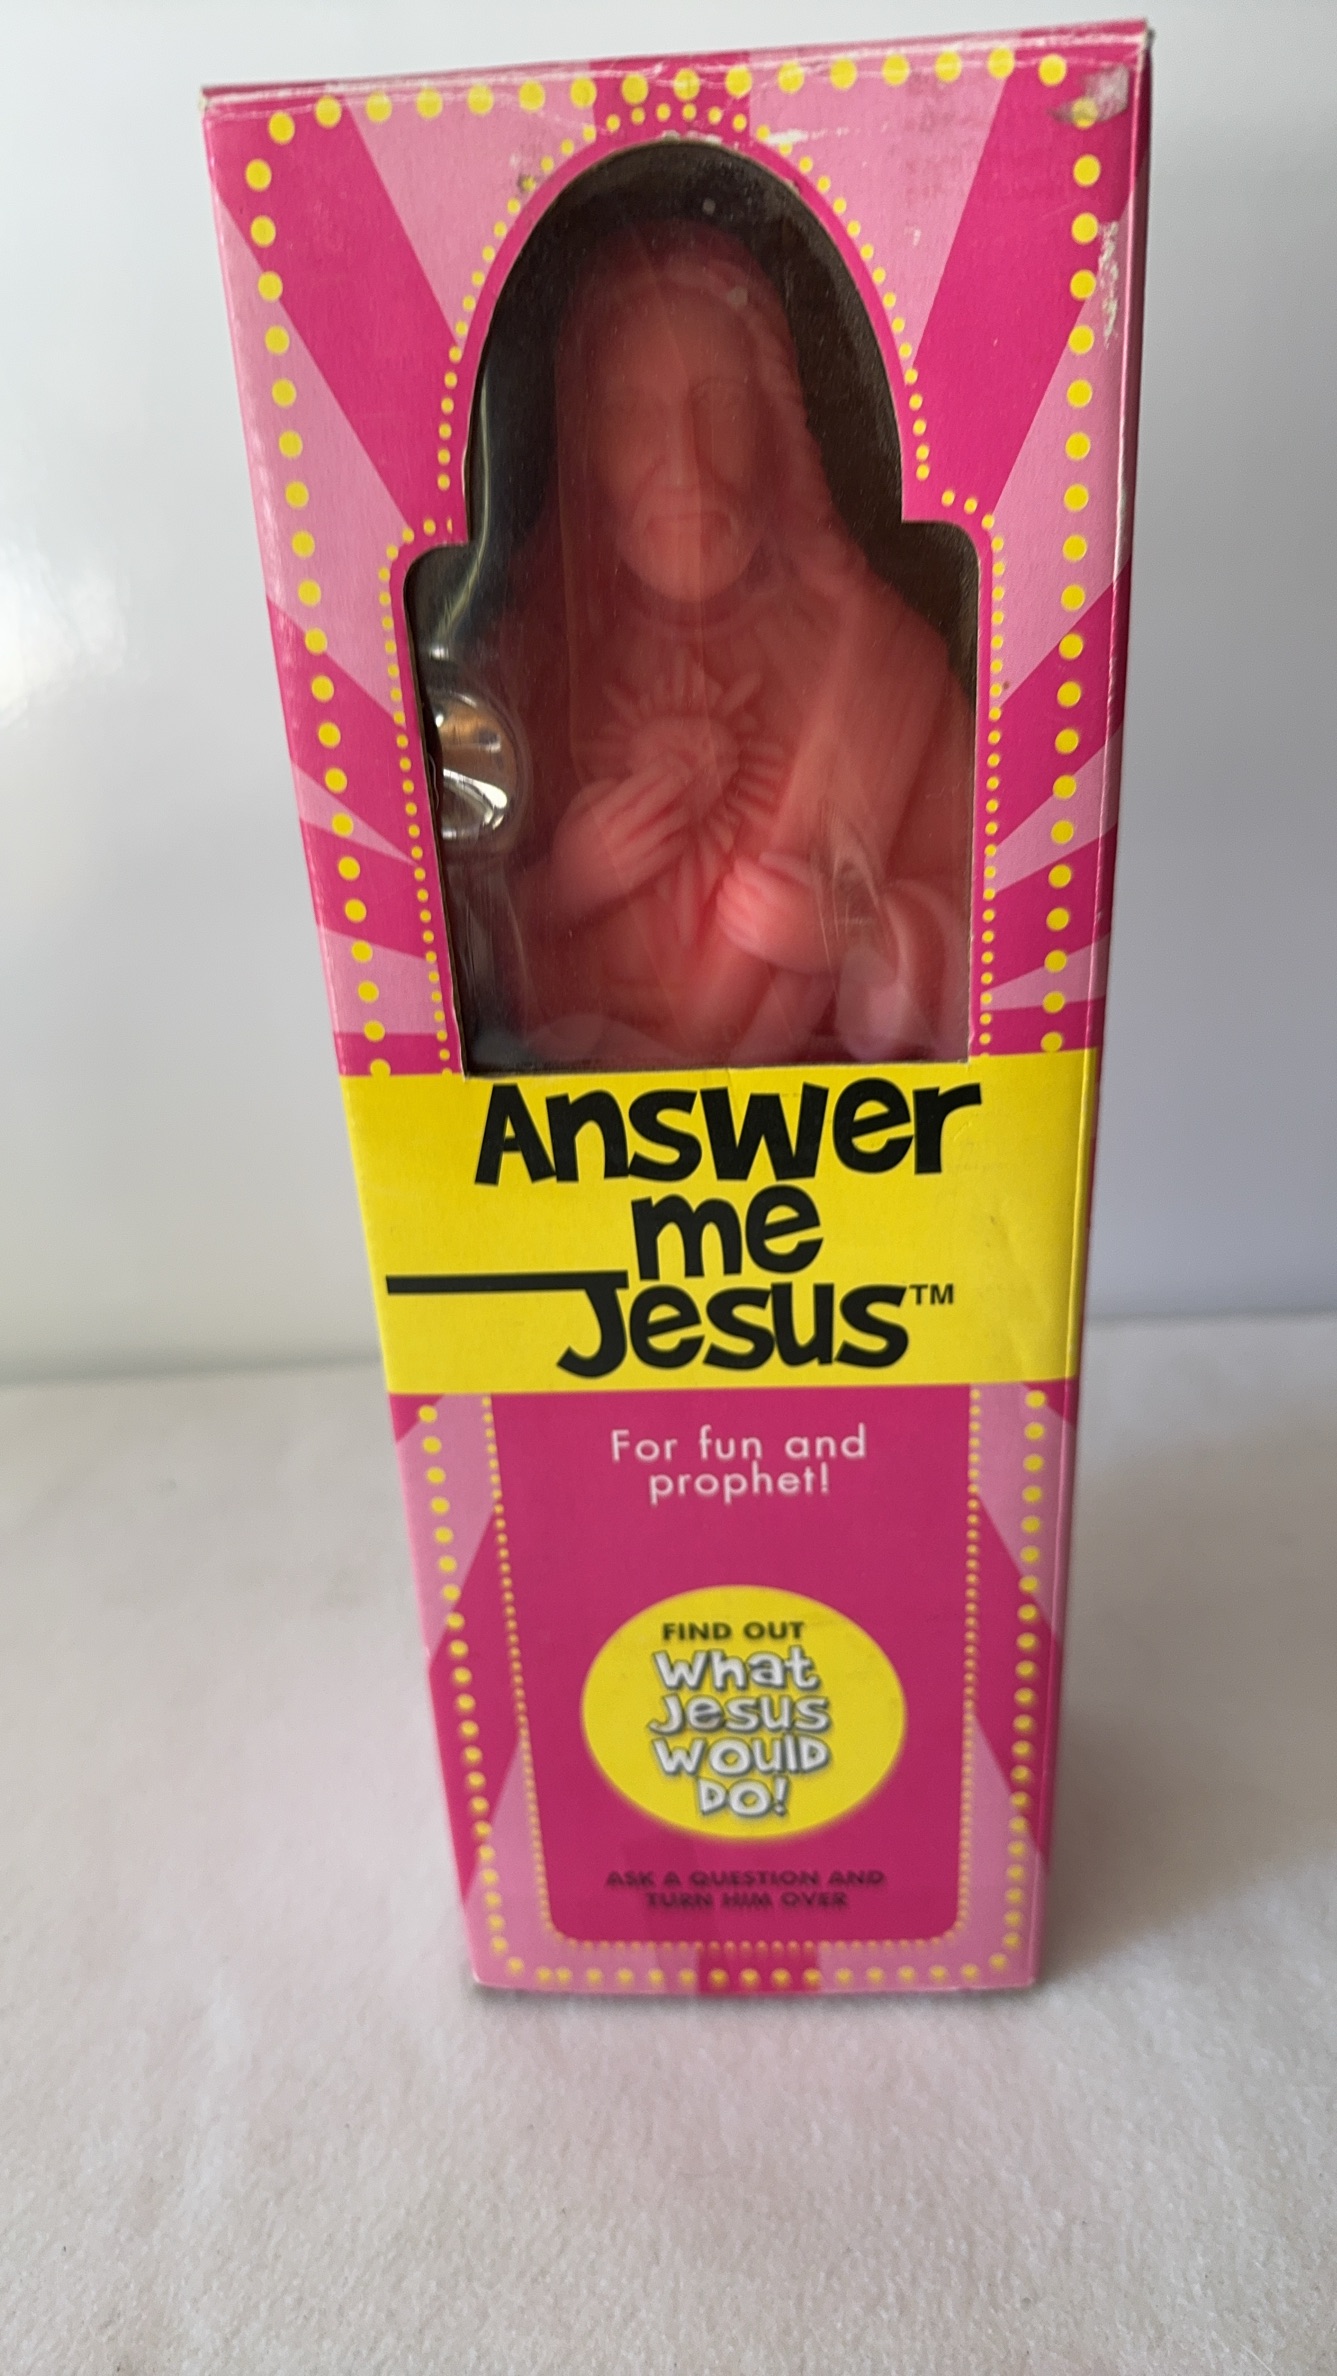 Answer
me
Jesus™
For fun and
prophet!
FIND OUT
What
Jesus
Would
Do!
ASK A QUESTION AND
TURN HIM OVER